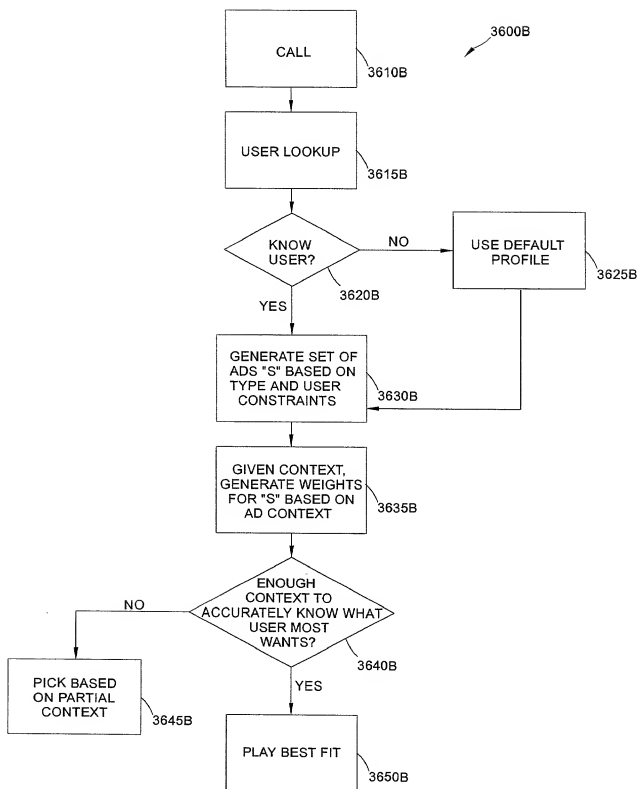 CALL
3600B
3610B
USER LOOKUP
3615B
KNOW
USER?
NO
USE DEFAULT
PROFILE
3625B
3620B
YES
GENERATE SET OF
ADS "S" BASED ON
TYPE AND USER
CONSTRAINTS
3630B
GIVEN CONTEXT,
GENERATE WEIGHTS
FOR "S" BASED ON
AD CONTEXT
3635B
ENOUGH
CONTEXT TO
ACCURATELY KNOW WHAT
USER MOST
WANTS?
NO
3640B
PICK BASED
ON PARTIAL
CONTEXT
3645B
YES
PLAY BEST FIT
3650B